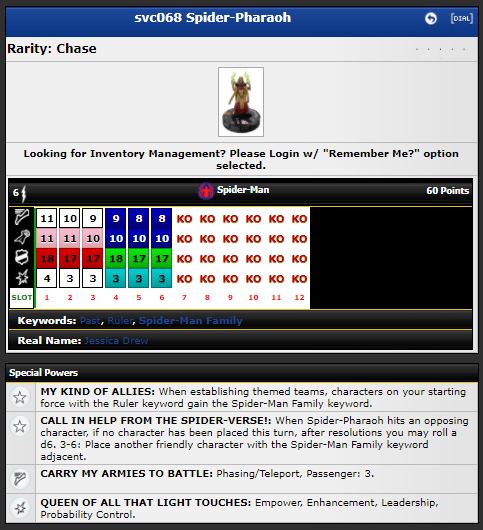 svc068 Spider-Pharaoh
[DIAL]
Rarity: Chase
Looking for Inventory Management? Please Login w/ "Remember Me?" option
selected.
6 Spider-Man 60 Points
11 10 9 9 8 8 KO KO KO KO KO KO
11 11 10 10 10 10 KO KO KO KO KO KO
18 17 17 18 17 17 KO KO KO KO KO KO
4 3 3 3 3 3 KO KO KO KO KO KO
SLOT 1 2 3 4 5 6 7 8 9 10 11 12
Keywords: Past, Ruler, Spider-Man Family
Real Name: Jessica Drew
Special Powers
MY KIND OF ALLIES: When establishing themed teams, characters on your starting
force with the Ruler keyword gain the Spider-Man Family keyword.
CALL IN HELP FROM THE SPIDER-VERSE!: When Spider-Pharaoh hits an opposing
character, if no character has been placed this turn, after resolutions you may roll a
d6. 3-6: Place another friendly character with the Spider-Man Family keyword
adjacent.
CARRY MY ARMIES TO BATTLE: Phasing/Teleport, Passenger: 3.
QUEEN OF ALL THAT LIGHT TOUCHES: Empower, Enhancement, Leadership,
Probability Control.